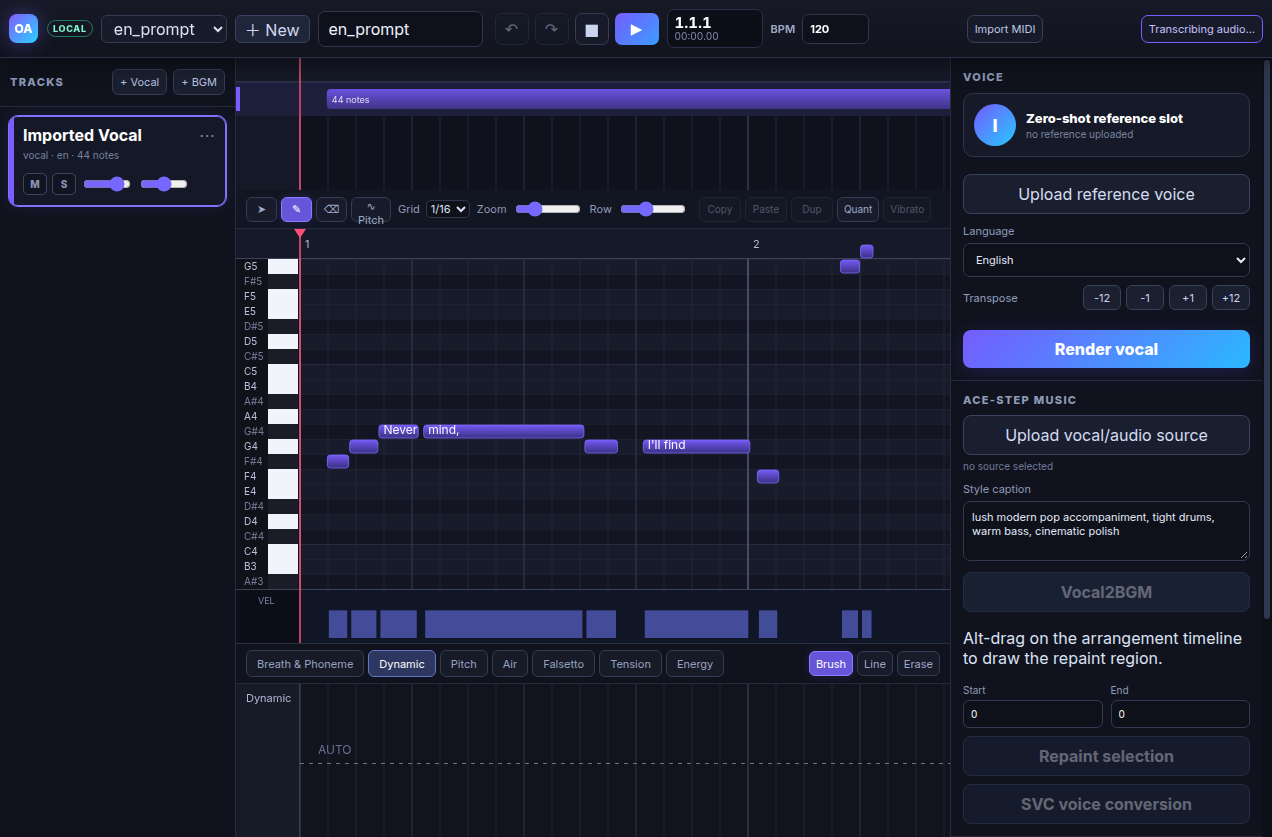 OA LOCAL en_prompt + New en_prompt 1.1.1 BPM 120 Import MIDI Transcribing audio...
00:00.00
TRACKS + Vocal + BGM
Imported Vocal ...
vocal · en · 44 notes
M S
44 notes
Pitch Grid 1/16 Zoom Row Copy Paste Dup Quant Vibrato
1 2
G5
F#5
F5
E5
D#5
D5
C#5
C5
B4
A#4
A4
G#4 Never mind,
G4 I'll find
F#4
F4
E4
D#4
D4
C#4
C4
B3
A#3
VEL
Breath & Phoneme Dynamic Pitch Air Falsetto Tension Energy Brush Line Erase
Dynamic
AUTO
VOICE
I Zero-shot reference slot
no reference uploaded
Upload reference voice
Language
English
Transpose -12 -1 +1 +12
Render vocal
ACE-STEP MUSIC
Upload vocal/audio source
no source selected
Style caption
lush modern pop accompaniment, tight drums,
warm bass, cinematic polish
Vocal2BGM
Alt-drag on the arrangement timeline
to draw the repaint region.
Start End
0 0
Repaint selection
SVC voice conversion